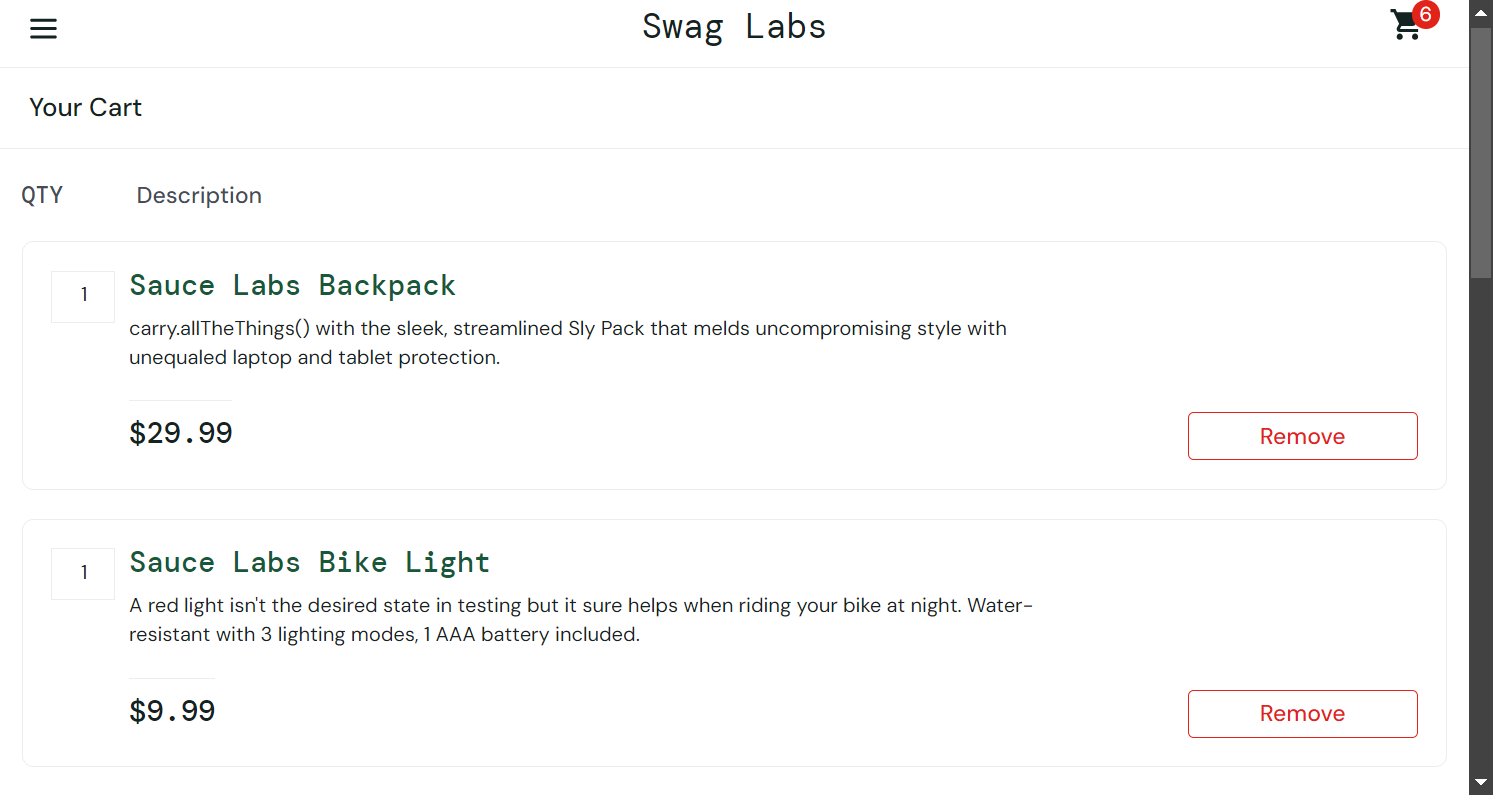 Swag Labs
6
Your Cart
QTY Description
1
Sauce Labs Backpack
carry.allTheThings() with the sleek, streamlined Sly Pack that melds uncompromising style with
unequaled laptop and tablet protection.
$29.99
Remove
1
Sauce Labs Bike Light
A red light isn't the desired state in testing but it sure helps when riding your bike at night. Water-
resistant with 3 lighting modes, 1 AAA battery included.
$9.99
Remove